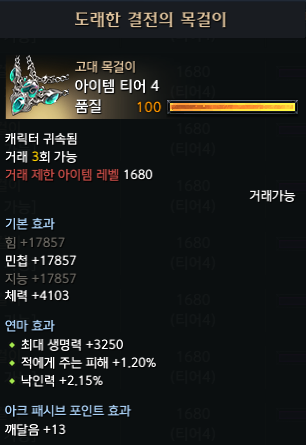 도래한 결전의 목걸이
고대 목걸이
아이템 티어 4
품질 100
캐릭터 귀속됨
거래 3회 가능
거래 제한 아이템 레벨 1680
거래가능
기본 효과
힘 +17857
민첩 +17857
지능 +17857
체력 +4103
연마 효과
최대 생명력 +3250
적에게 주는 피해 +1.20%
낙인력 +2.15%
아크 패시브 포인트 효과
깨달음 +13